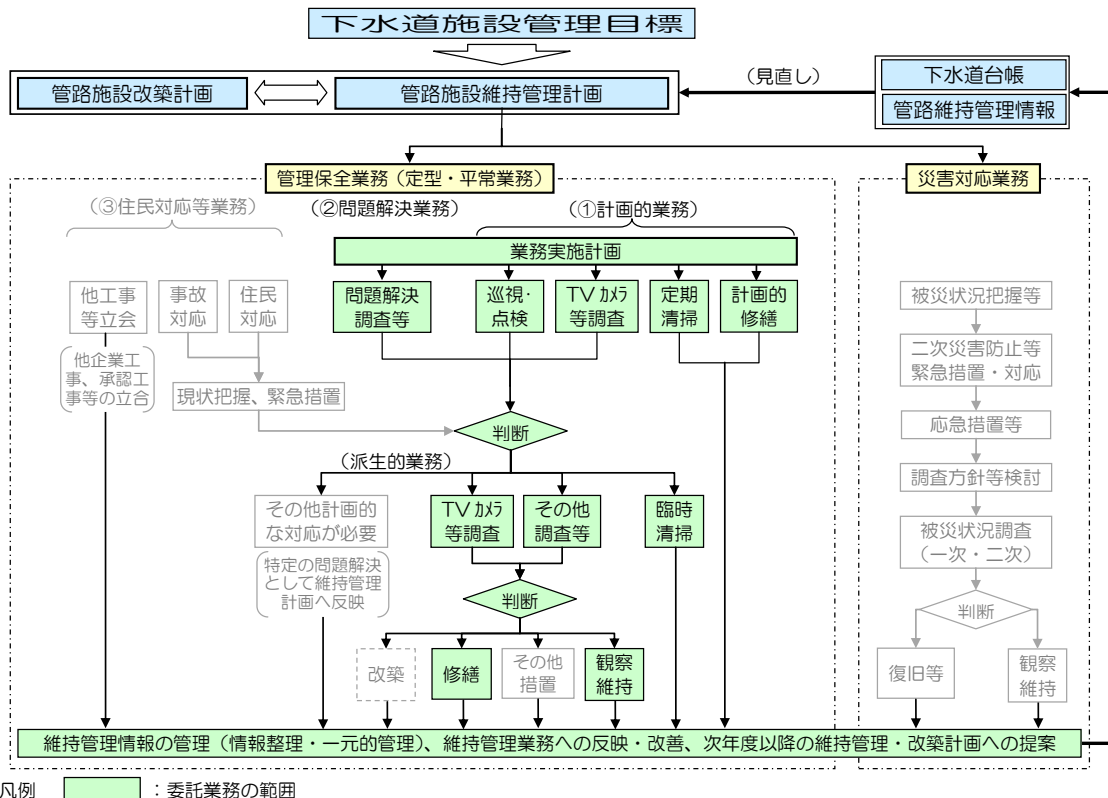 下水道施設管理目標
管路施設改築計画
管路施設維持管理計画
(見直し)
下水道台帳
管路維持管理情報
管理保全業務(定型・平常業務)
災害対応業務
(③住民対応等業務)
(②問題解決業務)
(①計画的業務)
業務実施計画
他工事
等立会
事故
対応
住民
対応
問題解決
調査等
巡視・
点検
TVカメラ
等調査
定期
清掃
計画的
修繕
他企業工
事、承認工
事等の立合
現状把握、緊急措置
判断
(派生的業務)
その他計画的
な対応が必要
特定の問題解決
として維持管理
計画へ反映
TVカメラ
等調査
その他
調査等
臨時
清掃
判断
改築
修繕
その他
措置
観察
維持
被災状況把握等
二次災害防止等
緊急措置・対応
応急措置等
調査方針等検討
被災状況調査
(一次・二次)
判断
復旧等
観察
維持
維持管理情報の管理(情報整理・一元的管理)、維持管理業務への反映・改善、次年度以降の維持管理・改築計画への提案
凡例
:委託業務の範囲